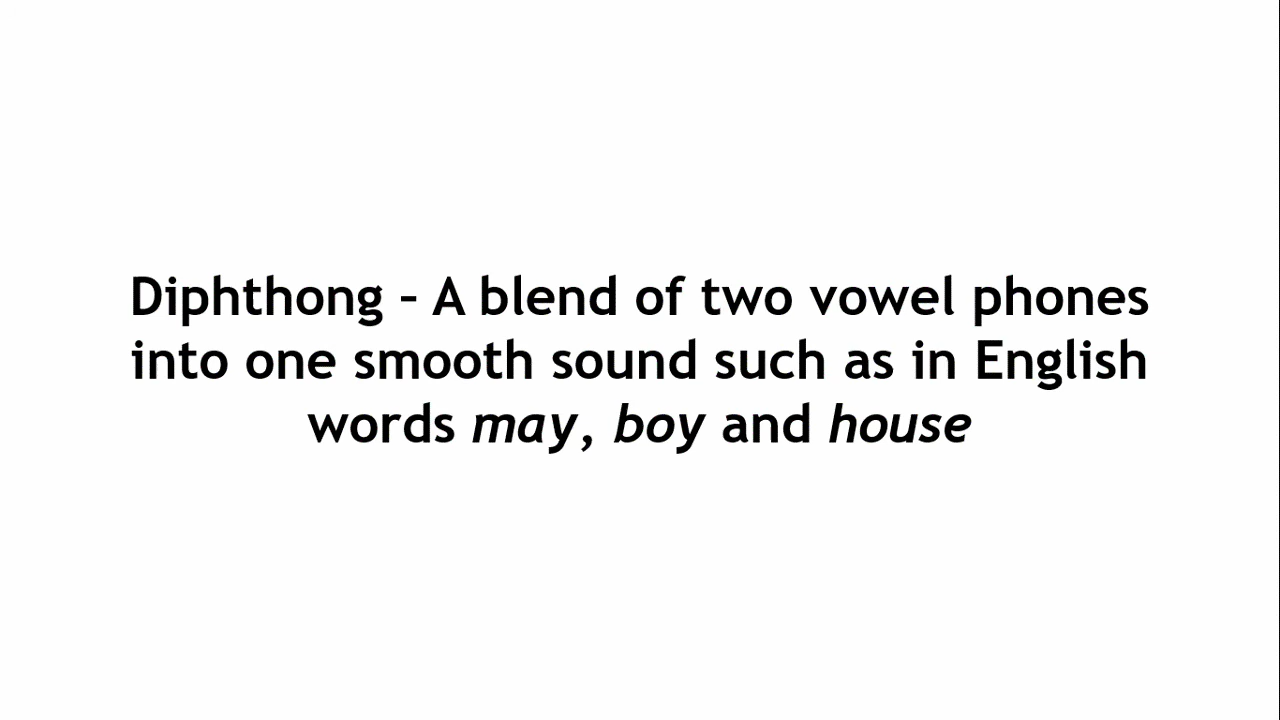 Diphthong – A blend of two vowel phones
into one smooth sound such as in English
words may, boy and house